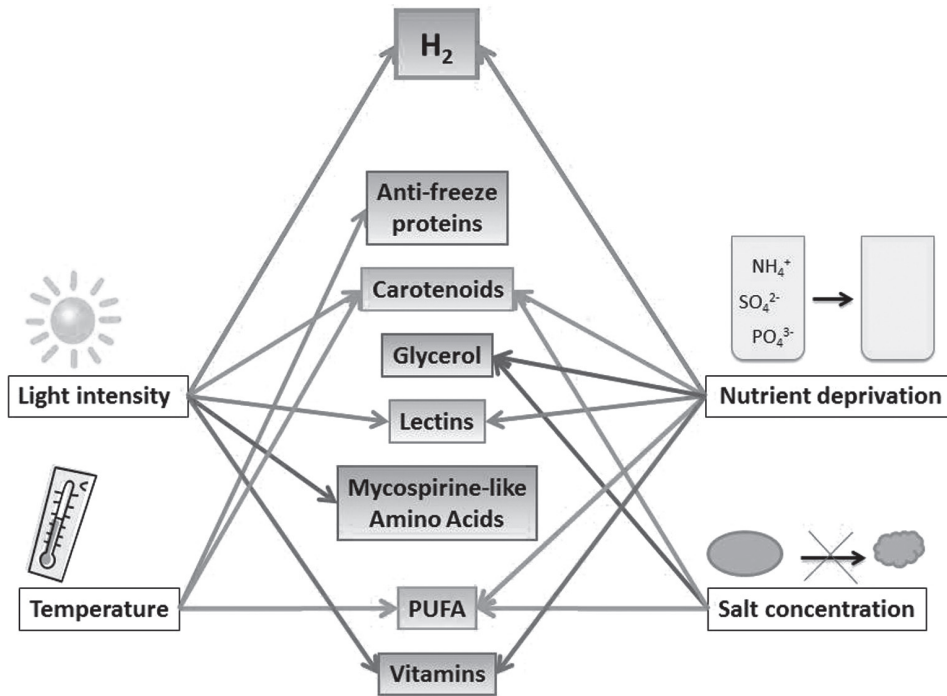 H₂
Anti-freeze
proteins
Carotenoids
Glycerol
Lectins
Mycospirine-like
Amino Acids
PUFA
Vitamins
Light intensity
Temperature
NH₄⁺
SO₄²⁻
PO₄³⁻
Nutrient deprivation
Salt concentration